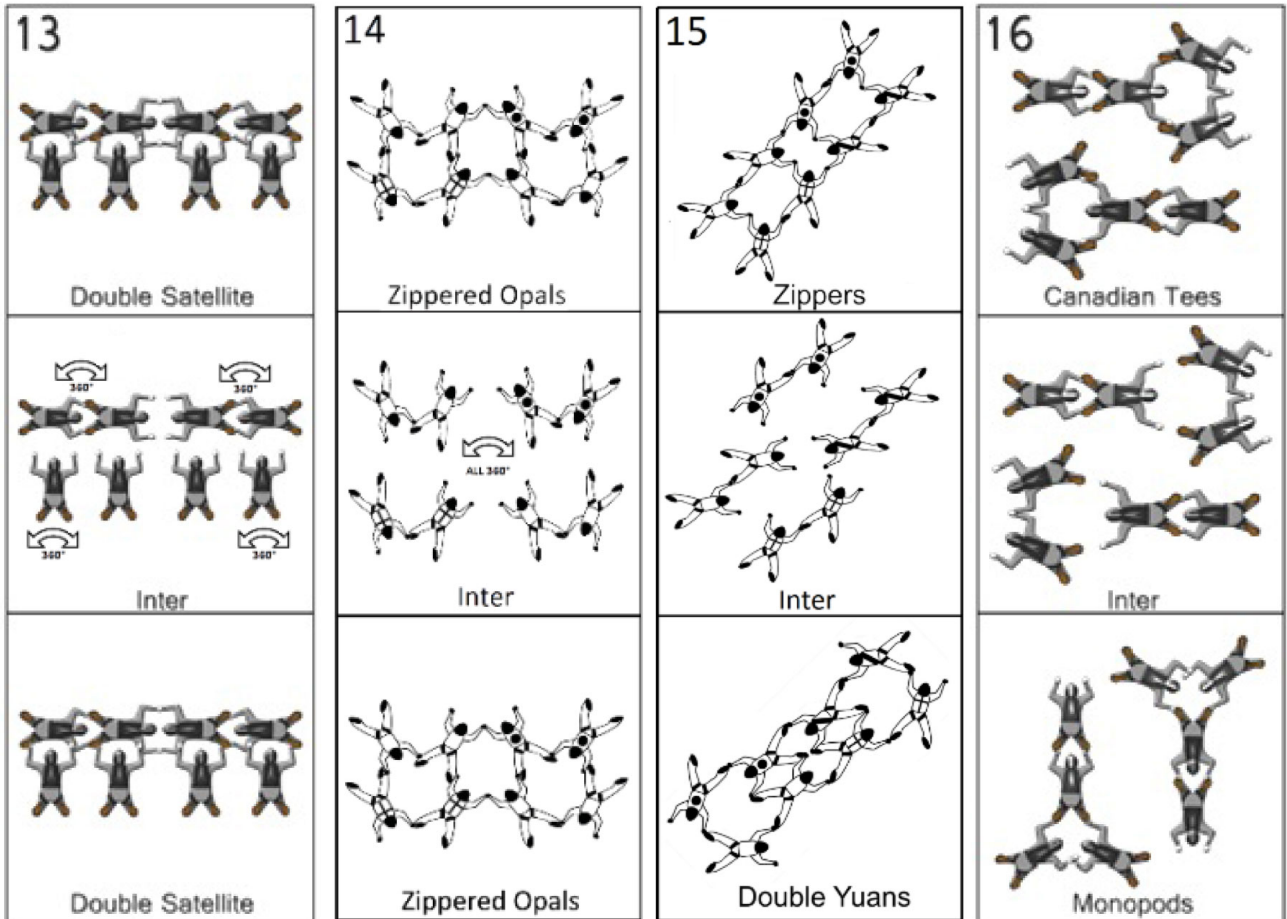 13
Double Satellite
360°
360°
360°
360°
Inter
Double Satellite
14
Zippered Opals
ALL 360°
Inter
Zippered Opals
15
Zippers
Inter
Double Yuans
16
Canadian Tees
Inter
Monopods